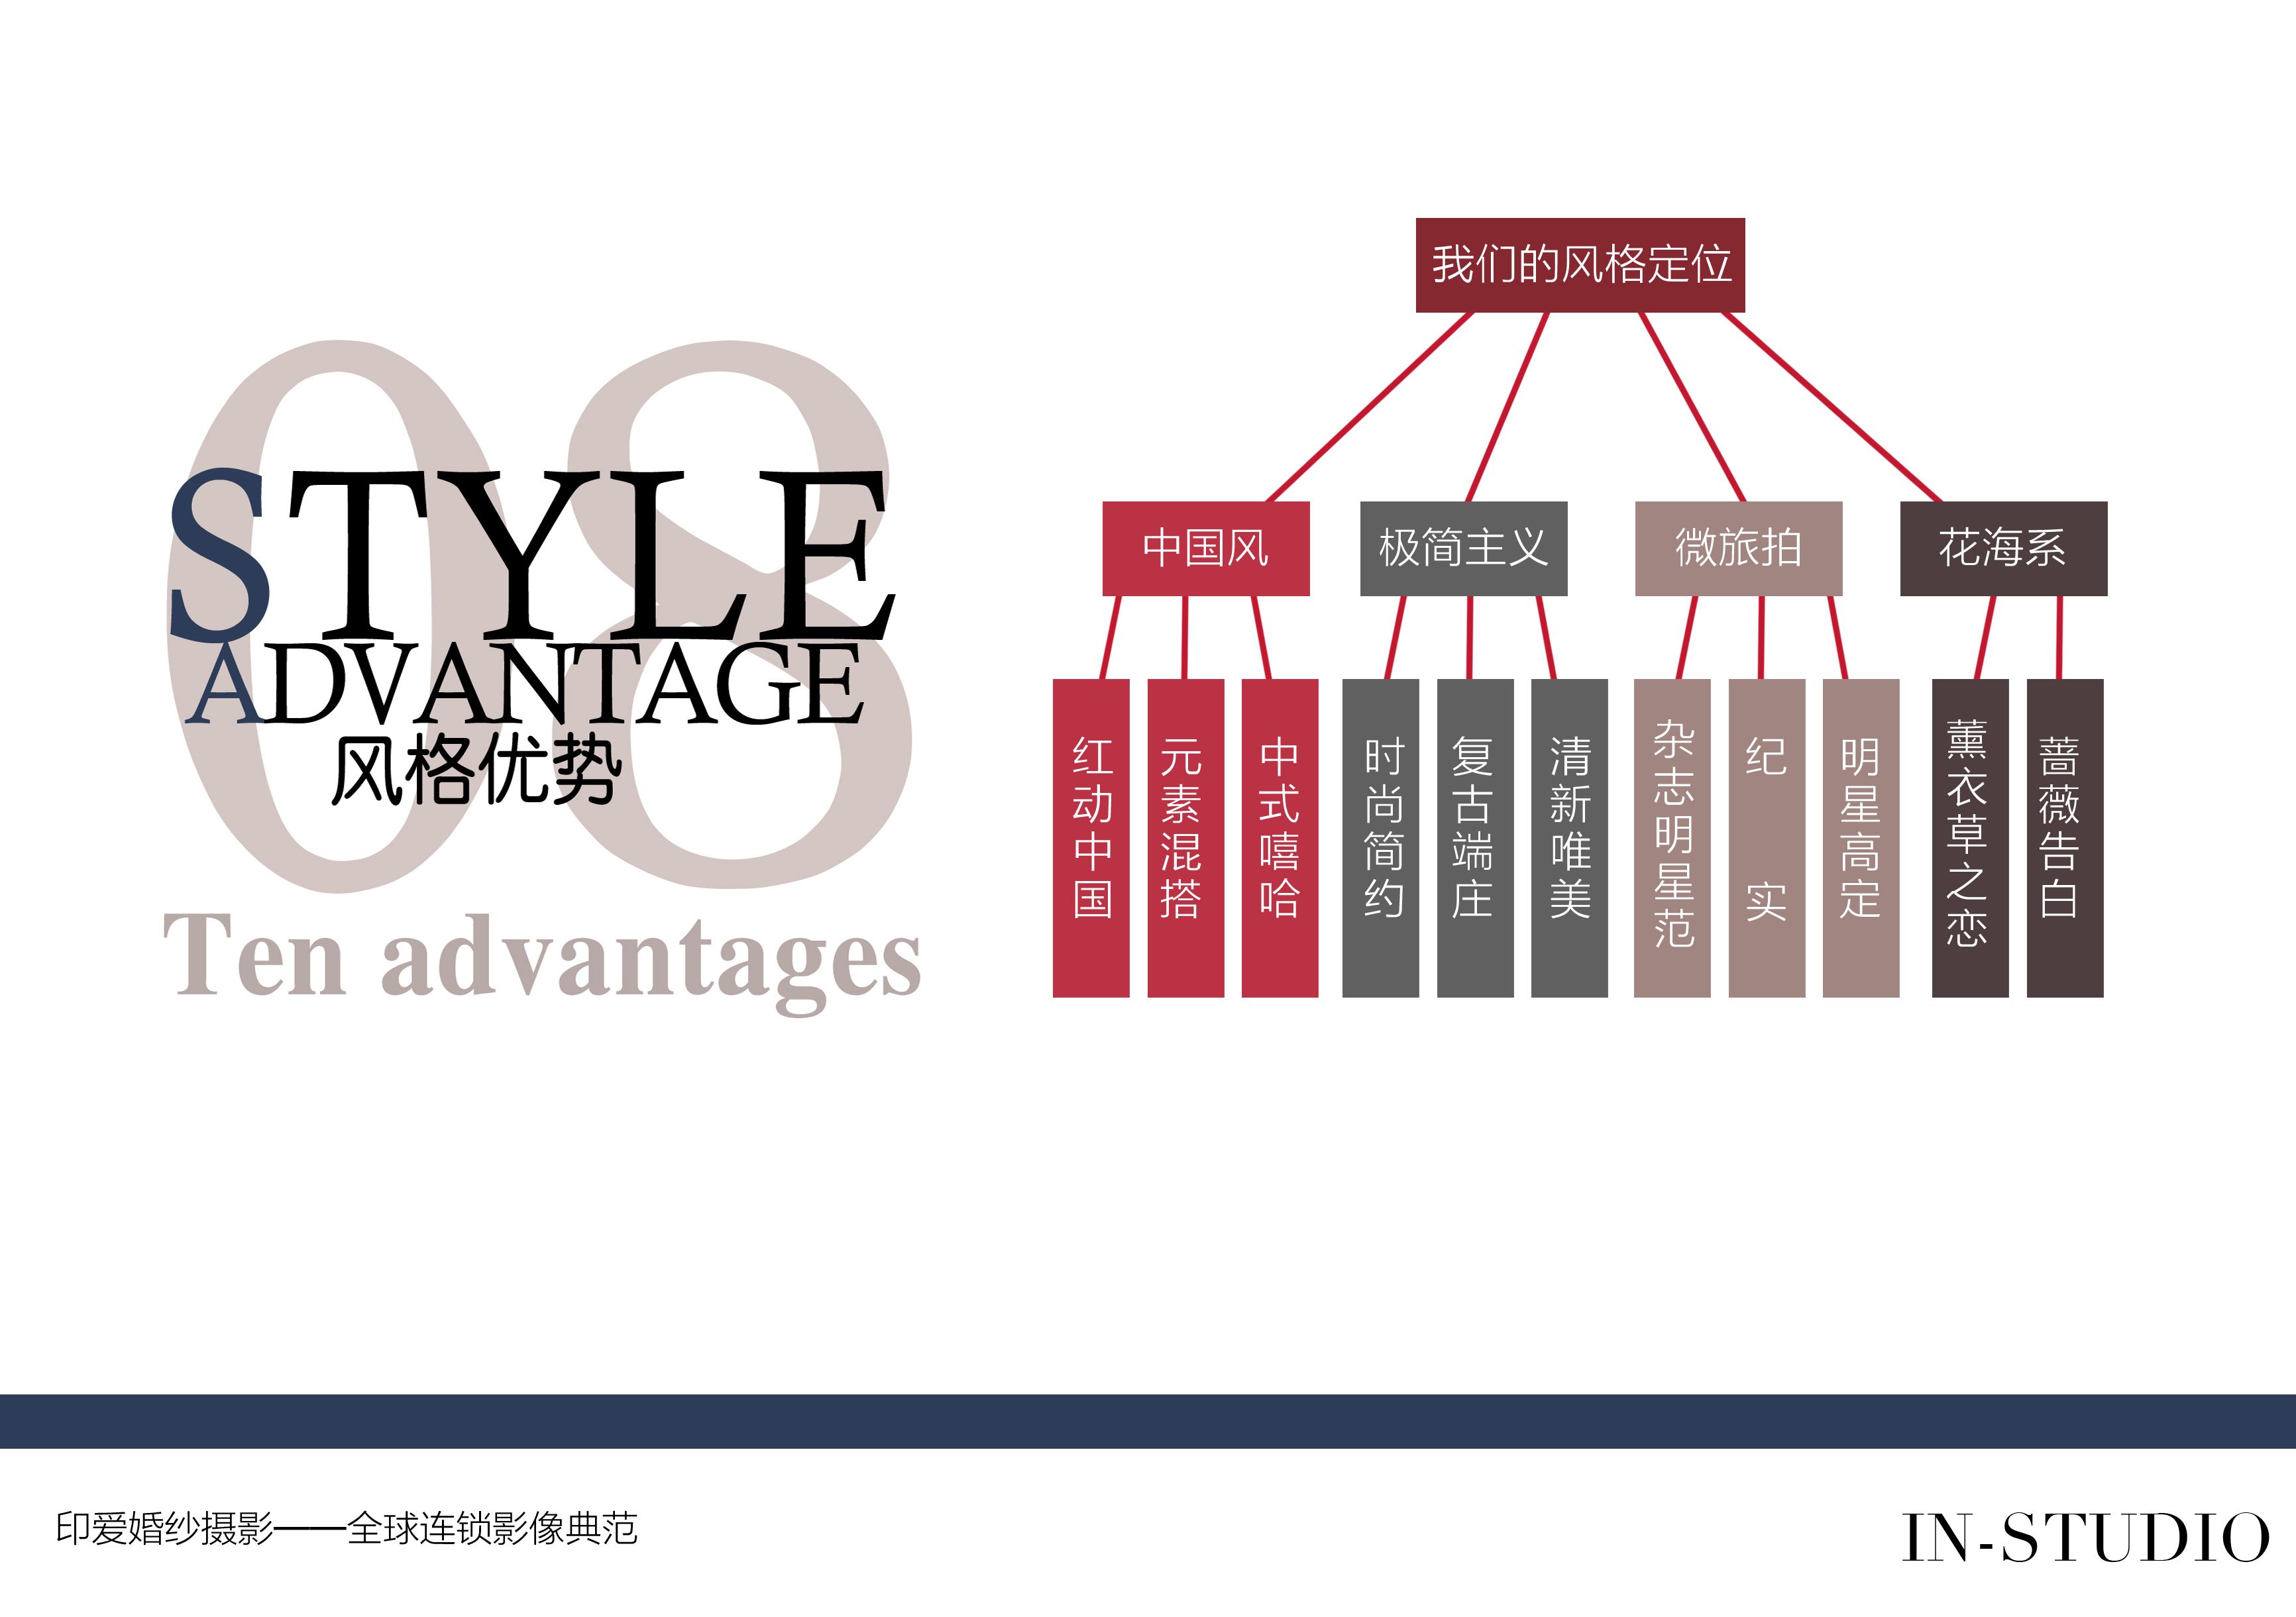 08
STYLE
ADVANTAGE
风格优势
Ten advantages
我们的风格定位
中国风
极简主义
微旅拍
花海系
红动中国
元素混搭
中式嘻哈
时尚简约
复古端庄
清新唯美
杂志明星范
纪实
明星高定
薰衣草之恋
蔷薇告白
印爱婚纱摄影——全球连锁影像典范
IN-STUDIO